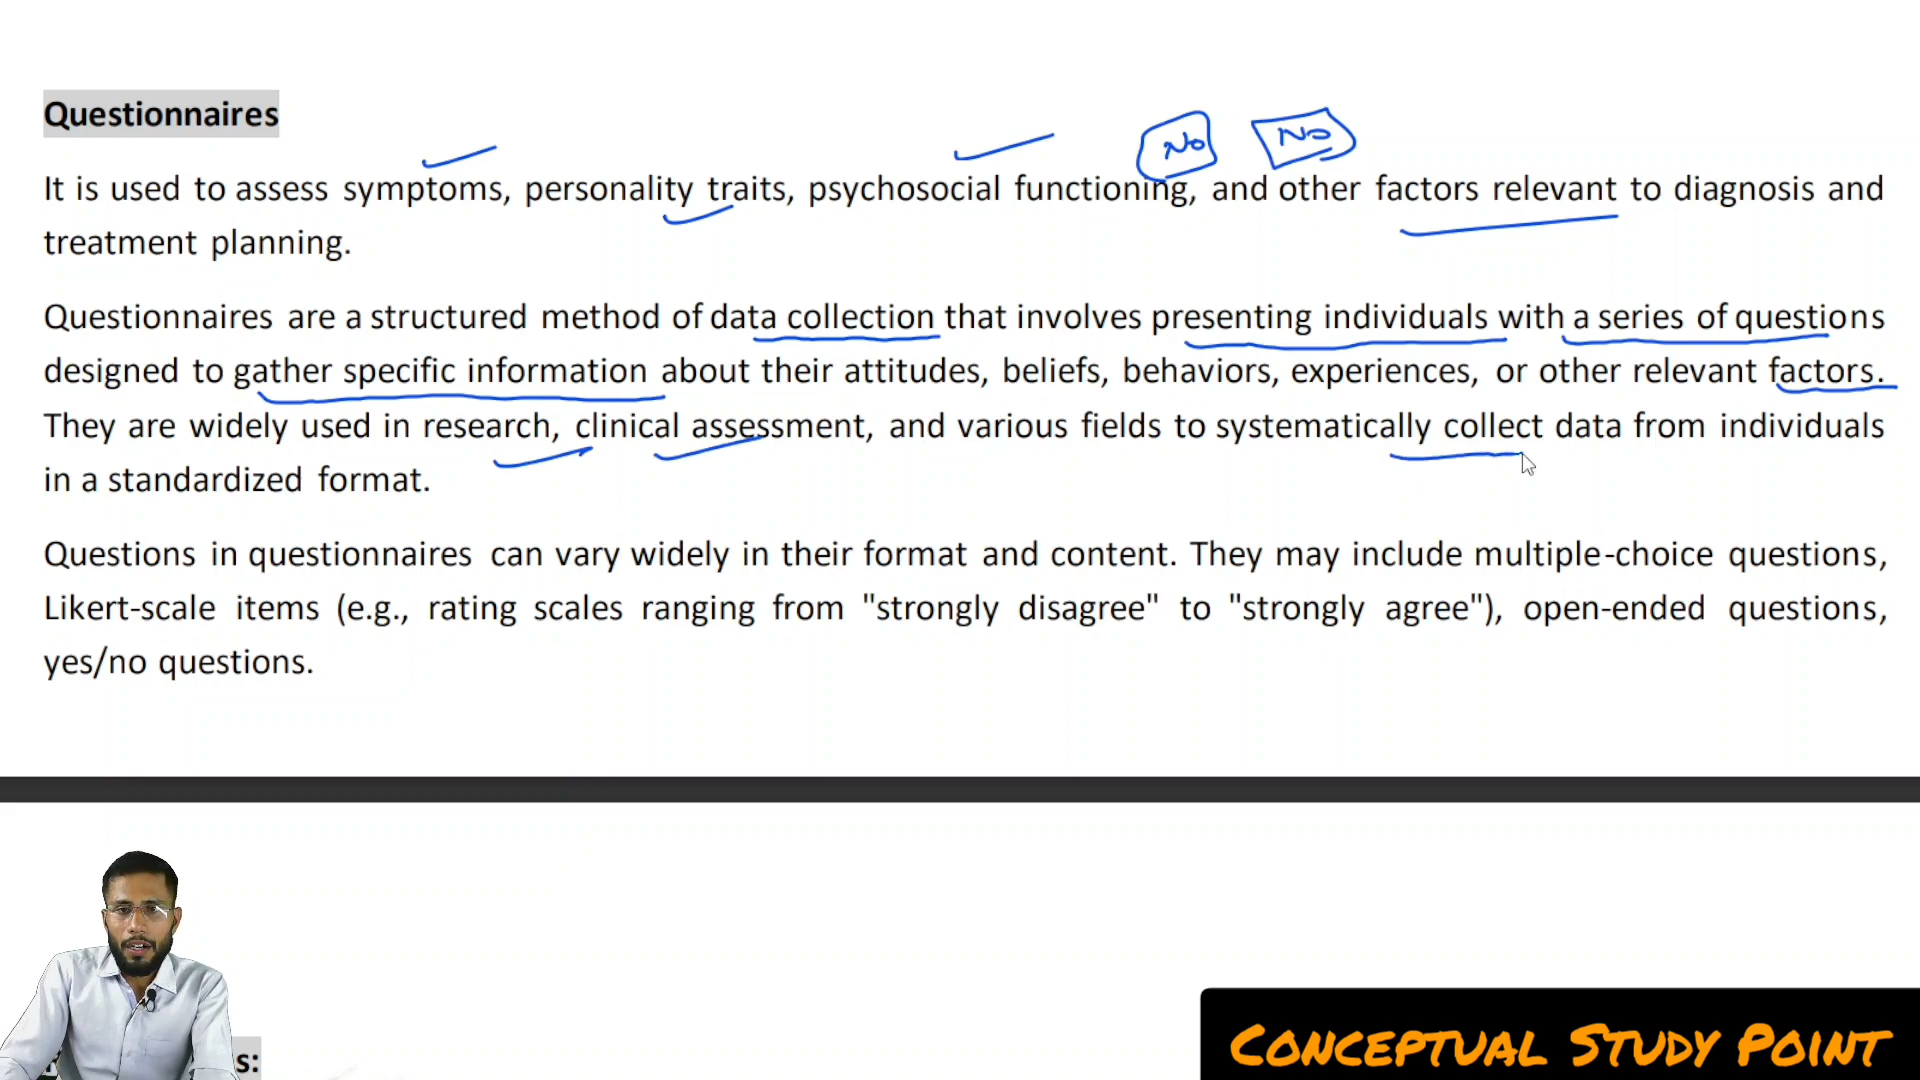 Questionnaires
No No
It is used to assess symptoms, personality traits, psychosocial functioning, and other factors relevant to diagnosis and
treatment planning.
Questionnaires are a structured method of data collection that involves presenting individuals with a series of questions
designed to gather specific information about their attitudes, beliefs, behaviors, experiences, or other relevant factors.
They are widely used in research, clinical assessment, and various fields to systematically collect data from individuals
in a standardized format.
Questions in questionnaires can vary widely in their format and content. They may include multiple-choice questions,
Likert-scale items (e.g., rating scales ranging from "strongly disagree" to "strongly agree"), open-ended questions,
yes/no questions.
CONCEPTUAL STUDY POINT